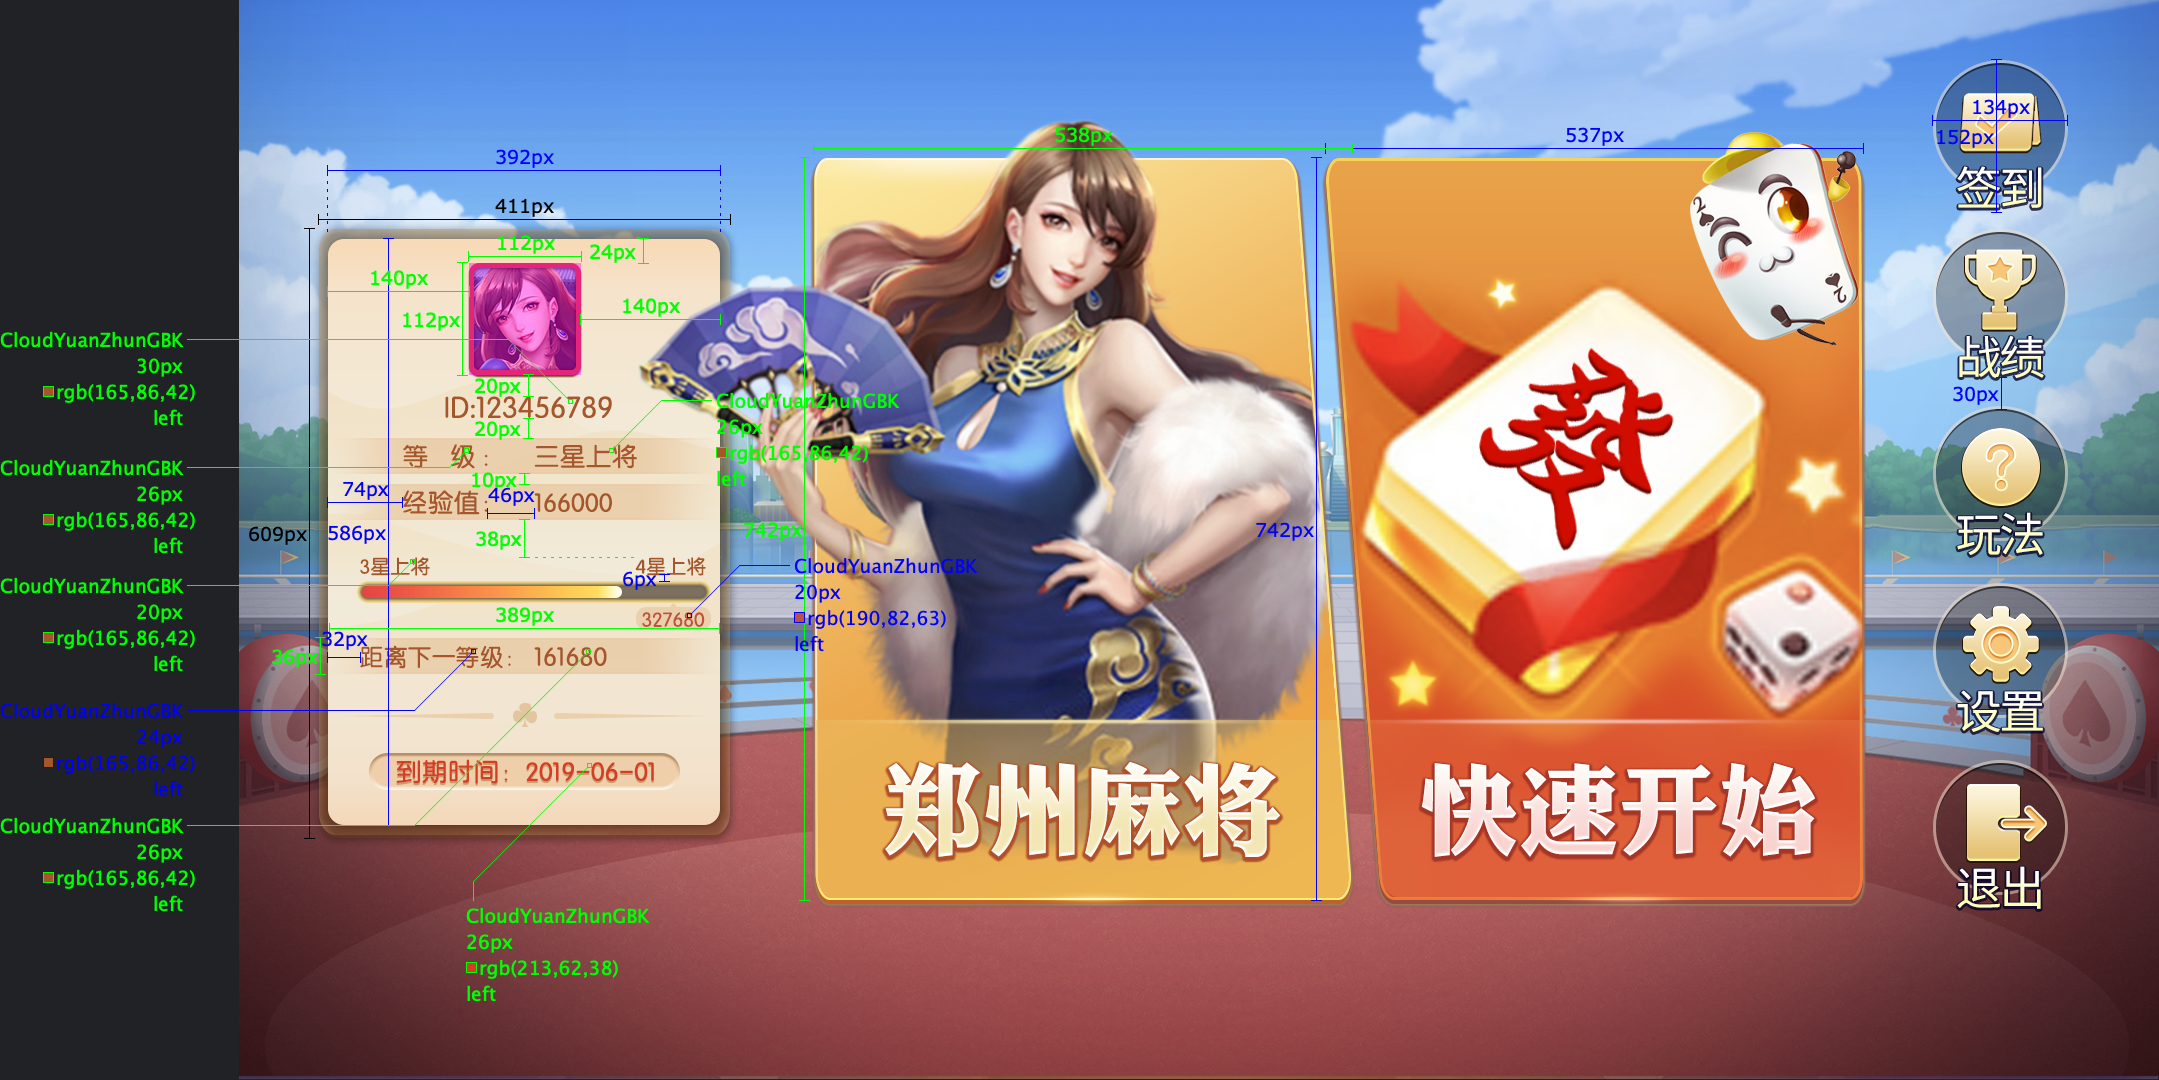 392px
411px
112px
24px
140px
112px
140px
20px
ID:123456789
20px
等 级： 三星上将
10px
74px
46px
经验值： 166000
609px
586px
38px
3星上将
4星上将
6px
389px
327680
32px
36px
距离下一等级： 161680
到期时间：2019-06-01
CloudYuanZhunGBK
30px
rgb(165,86,42)
left
CloudYuanZhunGBK
26px
rgb(165,86,42)
left
CloudYuanZhunGBK
20px
rgb(165,86,42)
left
CloudYuanZhunGBK
24px
rgb(165,86,42)
left
CloudYuanZhunGBK
26px
rgb(165,86,42)
left
CloudYuanZhunGBK
26px
rgb(213,62,38)
left
CloudYuanZhunGBK
26px
rgb(165,86,42)
left
CloudYuanZhunGBK
20px
rgb(190,82,63)
left
538px
742px
郑州麻将
537px
742px
2
2
發
快速开始
134px
152px
签到
战绩
30px
?
玩法
设置
退出